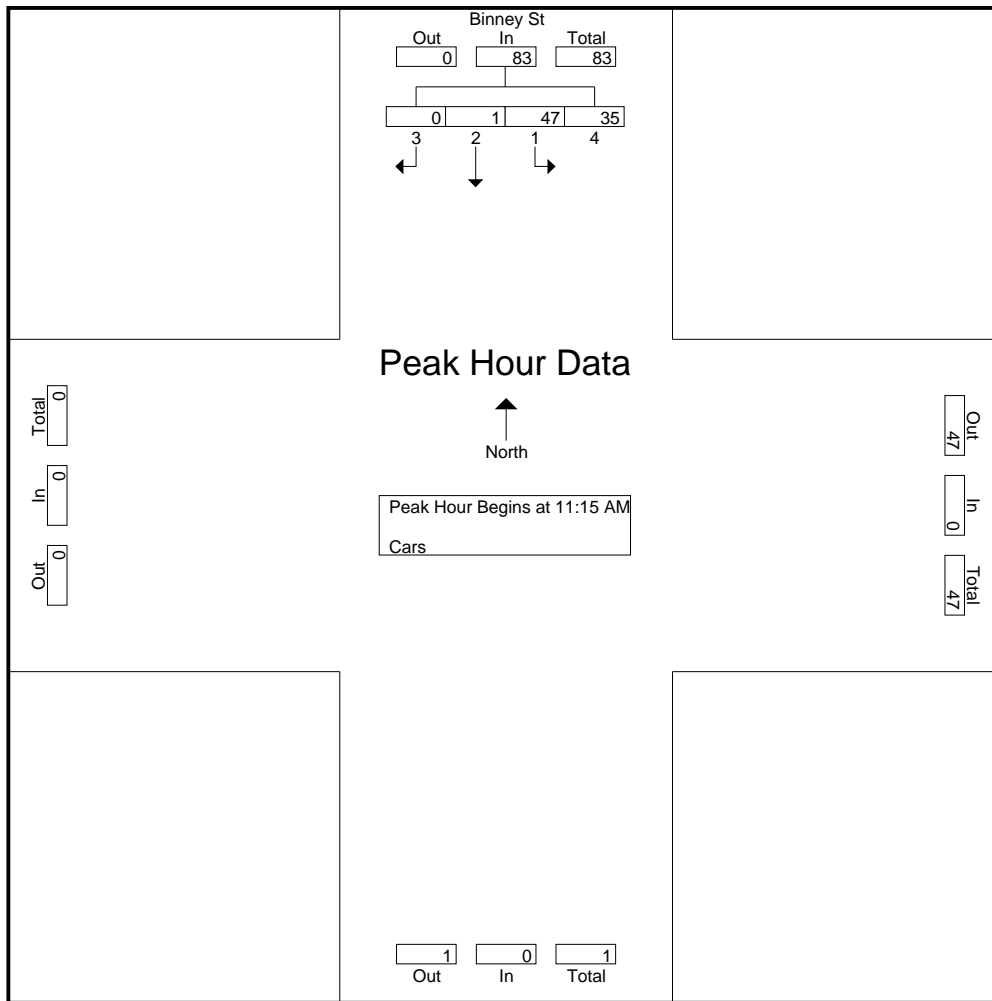 Binney St
Out In Total
0 83 83
0 1 47 35
3 2 1 4
Peak Hour Data
North
Peak Hour Begins at 11:15 AM
Cars
Total 0
In 0
Out 0
Out 47
In 0
Total 47
1 0 1
Out In Total